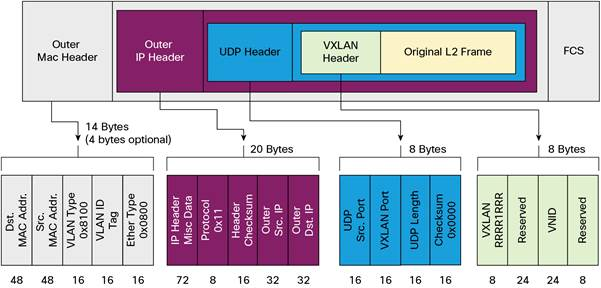 Outer
Mac Header
Outer
IP Header
UDP Header
VXLAN
Header
Original L2 Frame
FCS
14 Bytes
(4 bytes optional)
20 Bytes
8 Bytes
8 Bytes
Dst.
MAC Addr.
Src.
MAC Addr.
VLAN Type
0x8100
VLAN ID
Tag
Ether Type
0x0800
IP Header
Misc Data
Protocol
0x11
Header
Checksum
Outer
Src. IP
Outer
Dst. IP
UDP
Src. Port
VXLAN Port
UDP Length
Checksum
0x0000
VXLAN
RRRR1RRR
Reserved
VNID
Reserved
48 48 16 16 16 72 8 16 32 32 16 16 16 16 8 24 24 8